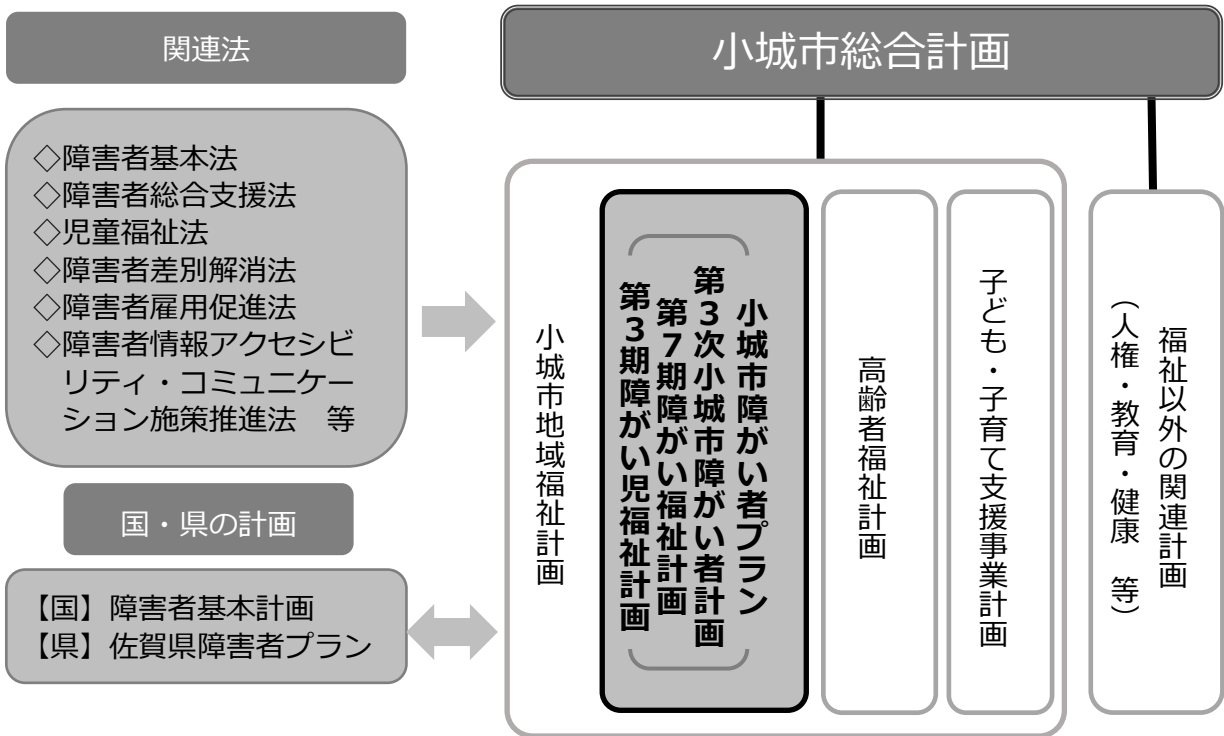 関連法
◇障害者基本法
◇障害者総合支援法
◇児童福祉法
◇障害者差別解消法
◇障害者雇用促進法
◇障害者情報アクセシビ
リティ・コミュニケー
ション施策推進法　等
国・県の計画
【国】障害者基本計画
【県】佐賀県障害者プラン
小城市総合計画
小城市地域福祉計画
小城市障がい者プラン
第３次小城市障がい者計画
第７期障がい福祉計画
第３期障がい児福祉計画
高齢者福祉計画
子ども・子育て支援事業計画
福祉以外の関連計画
（人権・教育・健康　等）